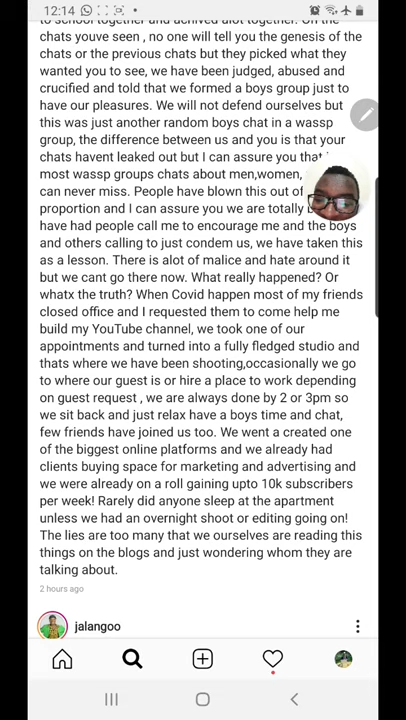 12:14
to school together and achived alot together. On the
chats youve seen , no one will tell you the genesis of the
chats or the previous chats but they picked what they
wanted you to see, we have been judged, abused and
crucified and told that we formed a boys group just to
have our pleasures. We will not defend ourselves but
this was just another random boys chat in a wassp
group, the difference between us and you is that your
chats havent leaked out but I can assure you that
most wassp groups chats about men,women,
can never miss. People have blown this out of
proportion and I can assure you we are totally
have had people call me to encourage me and the boys
and others calling to just condem us, we have taken this
as a lesson. There is alot of malice and hate around it
but we cant go there now. What really happened? Or
whatx the truth? When Covid happen most of my friends
closed office and I requested them to come help me
build my YouTube channel, we took one of our
appointments and turned into a fully fledged studio and
thats where we have been shooting,occasionally we go
to where our guest is or hire a place to work depending
on guest request , we are always done by 2 or 3pm so
we sit back and just relax have a boys time and chat,
few friends have joined us too. We went a created one
of the biggest online platforms and we already had
clients buying space for marketing and advertising and
we were already on a roll gaining upto 10k subscribers
per week! Rarely did anyone sleep at the apartment
unless we had an overnight shoot or editing going on!
The lies are too many that we ourselves are reading this
things on the blogs and just wondering whom they are
talking about.
2 hours ago
jalangoo